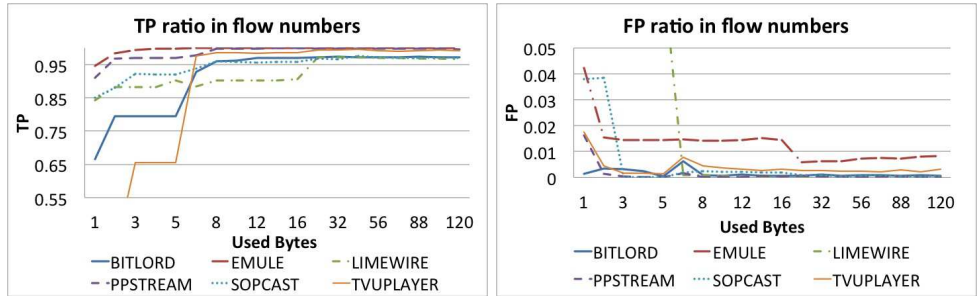 TP ratio in flow numbers
0.95
0.85
0.75
0.65
0.55
TP
1 3 5 8 12 16 32 56 88 120
Used Bytes
BITLORD EMULE LIMEWIRE
PPSTREAM SOPCAST TVUPLAYER
FP ratio in flow numbers
0.05
0.04
0.03
0.02
0.01
0
FP
1 3 5 8 12 16 32 56 88 120
Used Bytes
BITLORD EMULE LIMEWIRE
PPSTREAM SOPCAST TVUPLAYER